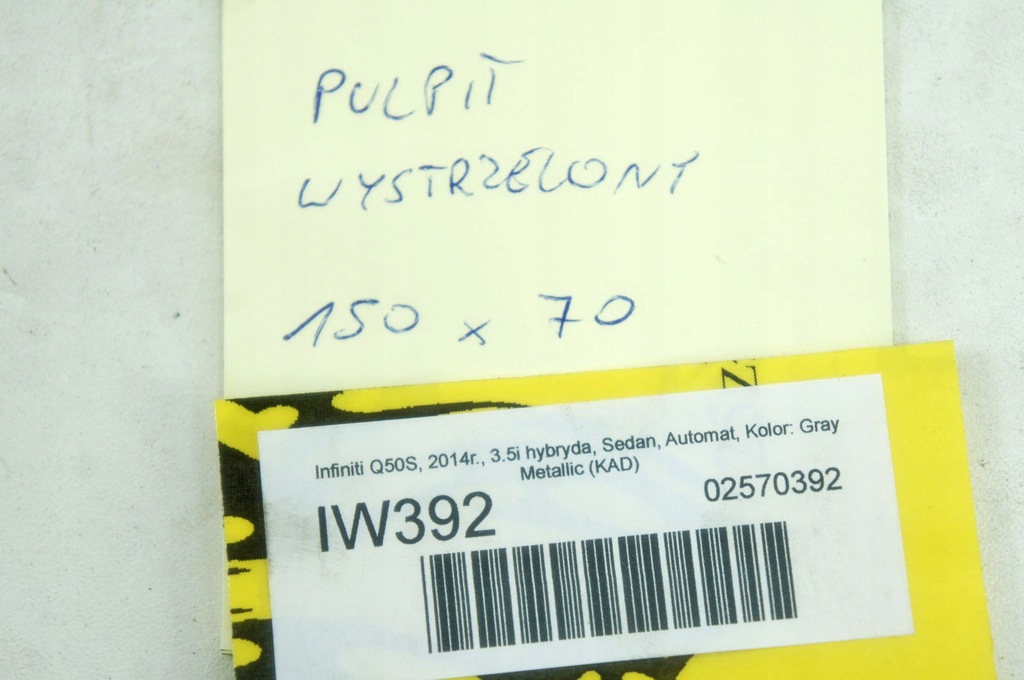 PULPIT
WYSTRZELONY
150 x 70
Z
Infiniti Q50S, 2014r., 3.5i hybryda, Sedan, Automat, Kolor: Gray
Metallic (KAD)
IW392
02570392